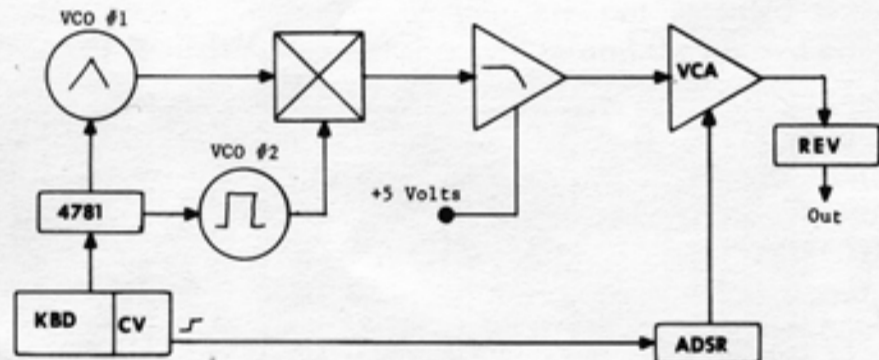 VCO #1
VCA
VCO #2
REV
+5 Volts
4781
Out
KBD
CV
ADSR